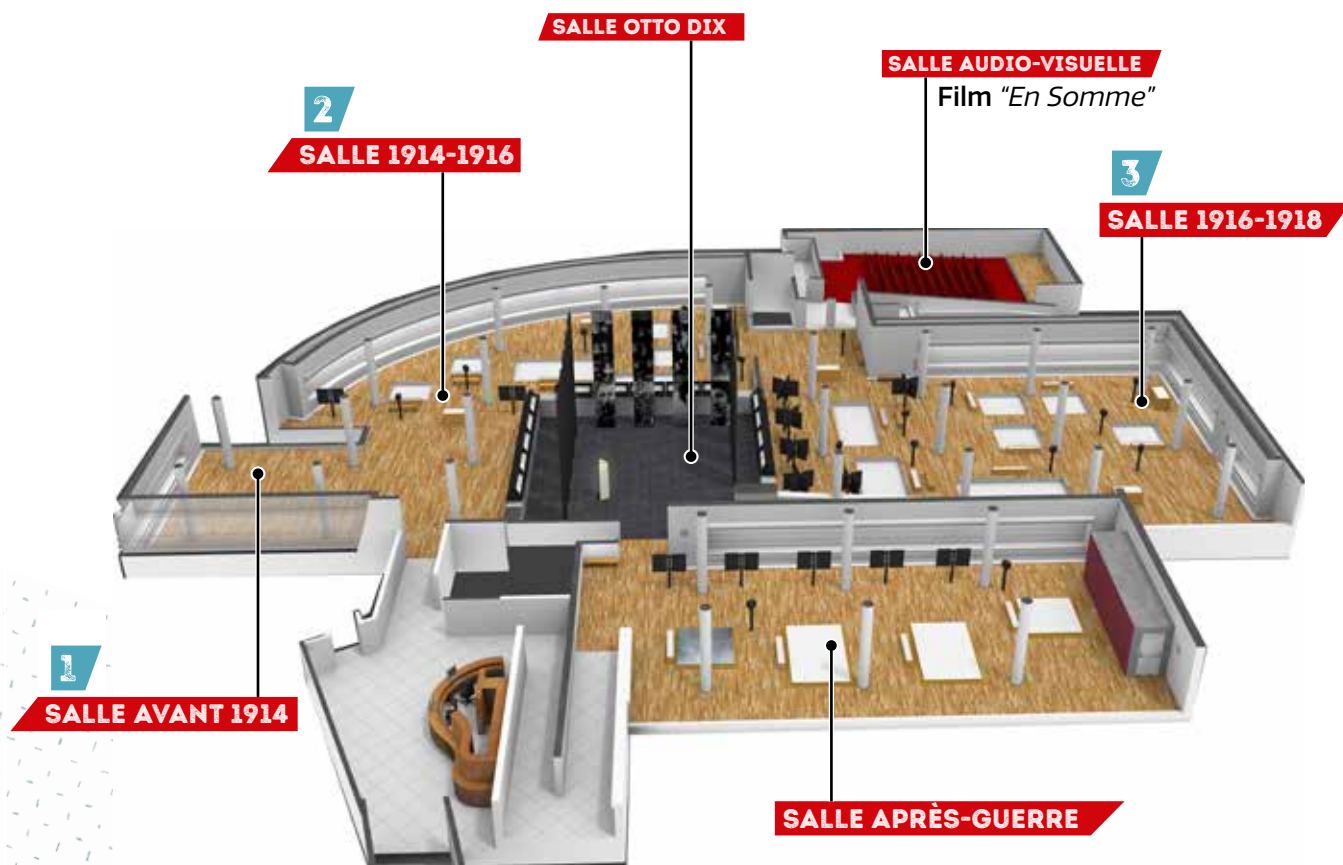 SALLE OTTO DIX
SALLE AUDIO-VISUELLE
Film "En Somme"
2
SALLE 1914-1916
3
SALLE 1916-1918
1
SALLE AVANT 1914
SALLE APRÈS-GUERRE